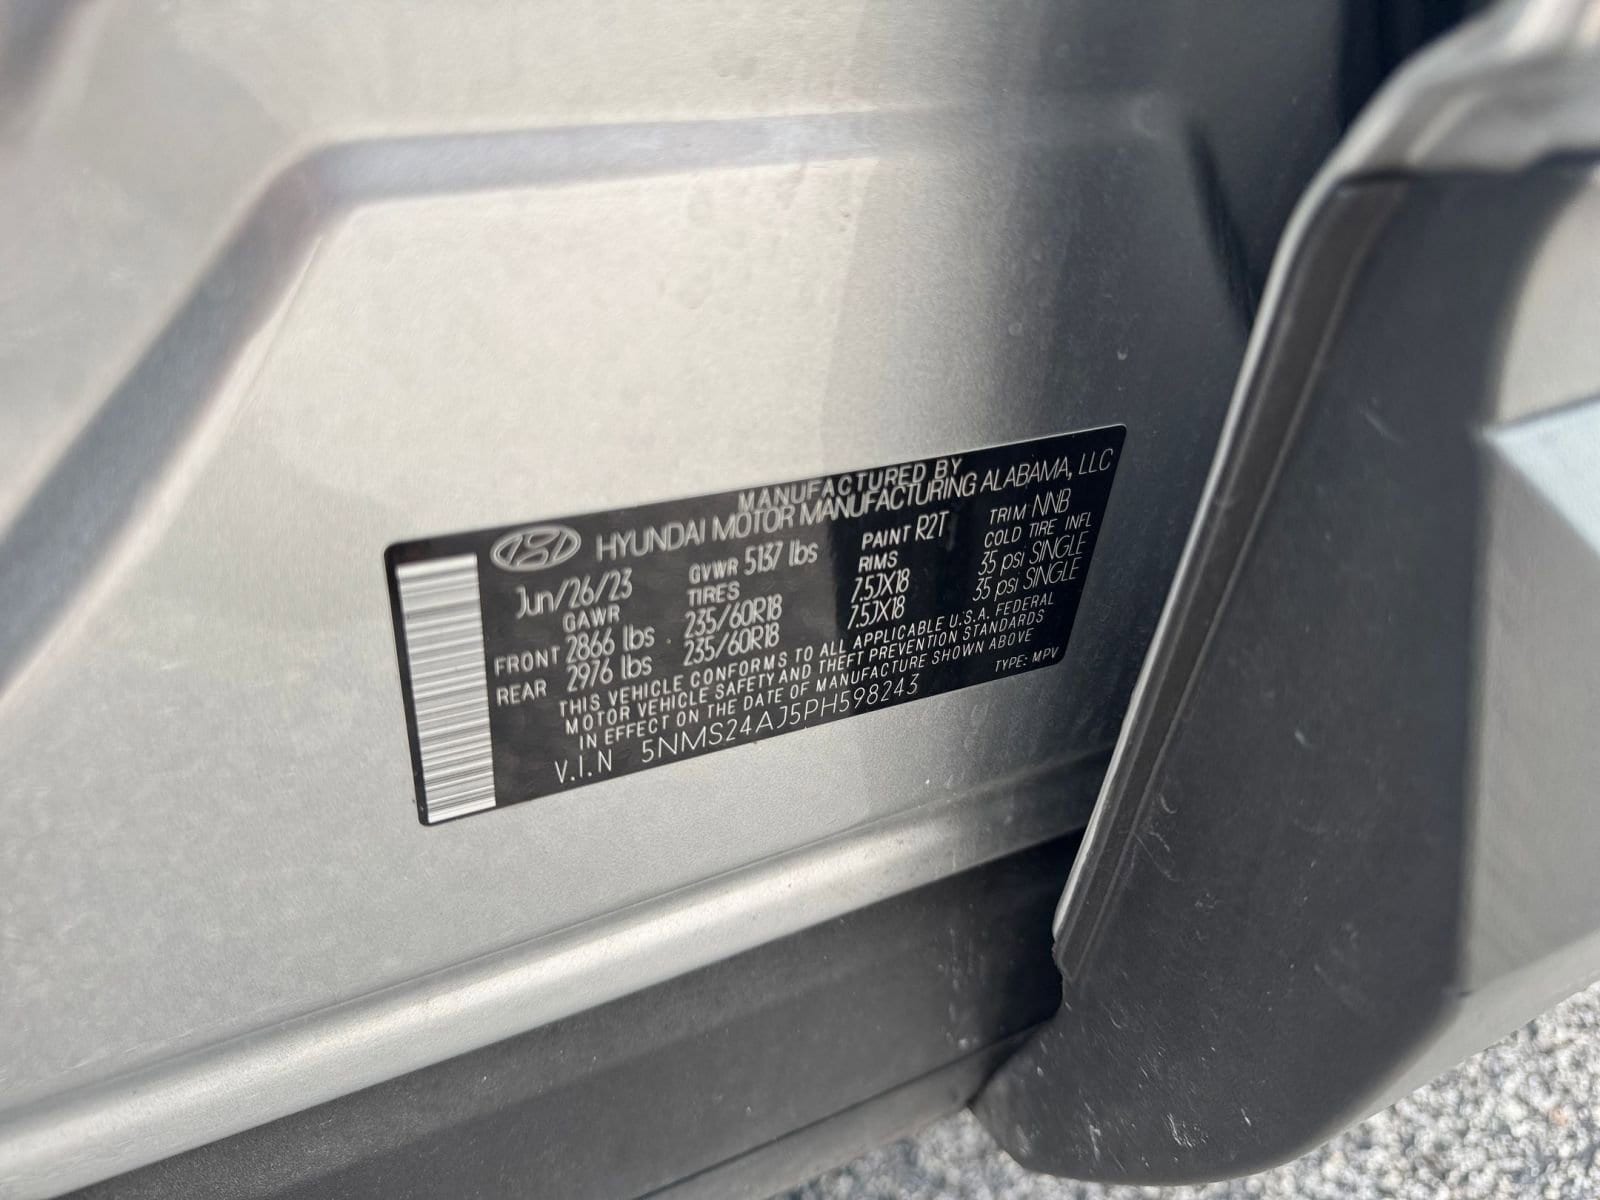 MANUFACTURED BY
HYUNDAI MOTOR MANUFACTURING ALABAMA, LLC
Jun/26/23 GVWR 5137 lbs PAINT R2T TRIM NNB
GAWR TIRES RIMS COLD TIRE INFL
FRONT 2866 lbs 235/60R18 7.5JX18 35 psi SINGLE
REAR 2976 lbs 235/60R18 7.5JX18 35 psi SINGLE
THIS VEHICLE CONFORMS TO ALL APPLICABLE U.S.A. FEDERAL
MOTOR VEHICLE SAFETY AND THEFT PREVENTION STANDARDS
IN EFFECT ON THE DATE OF MANUFACTURE SHOWN ABOVE
V.I.N 5NMS24AJ5PH598243 TYPE: MPV